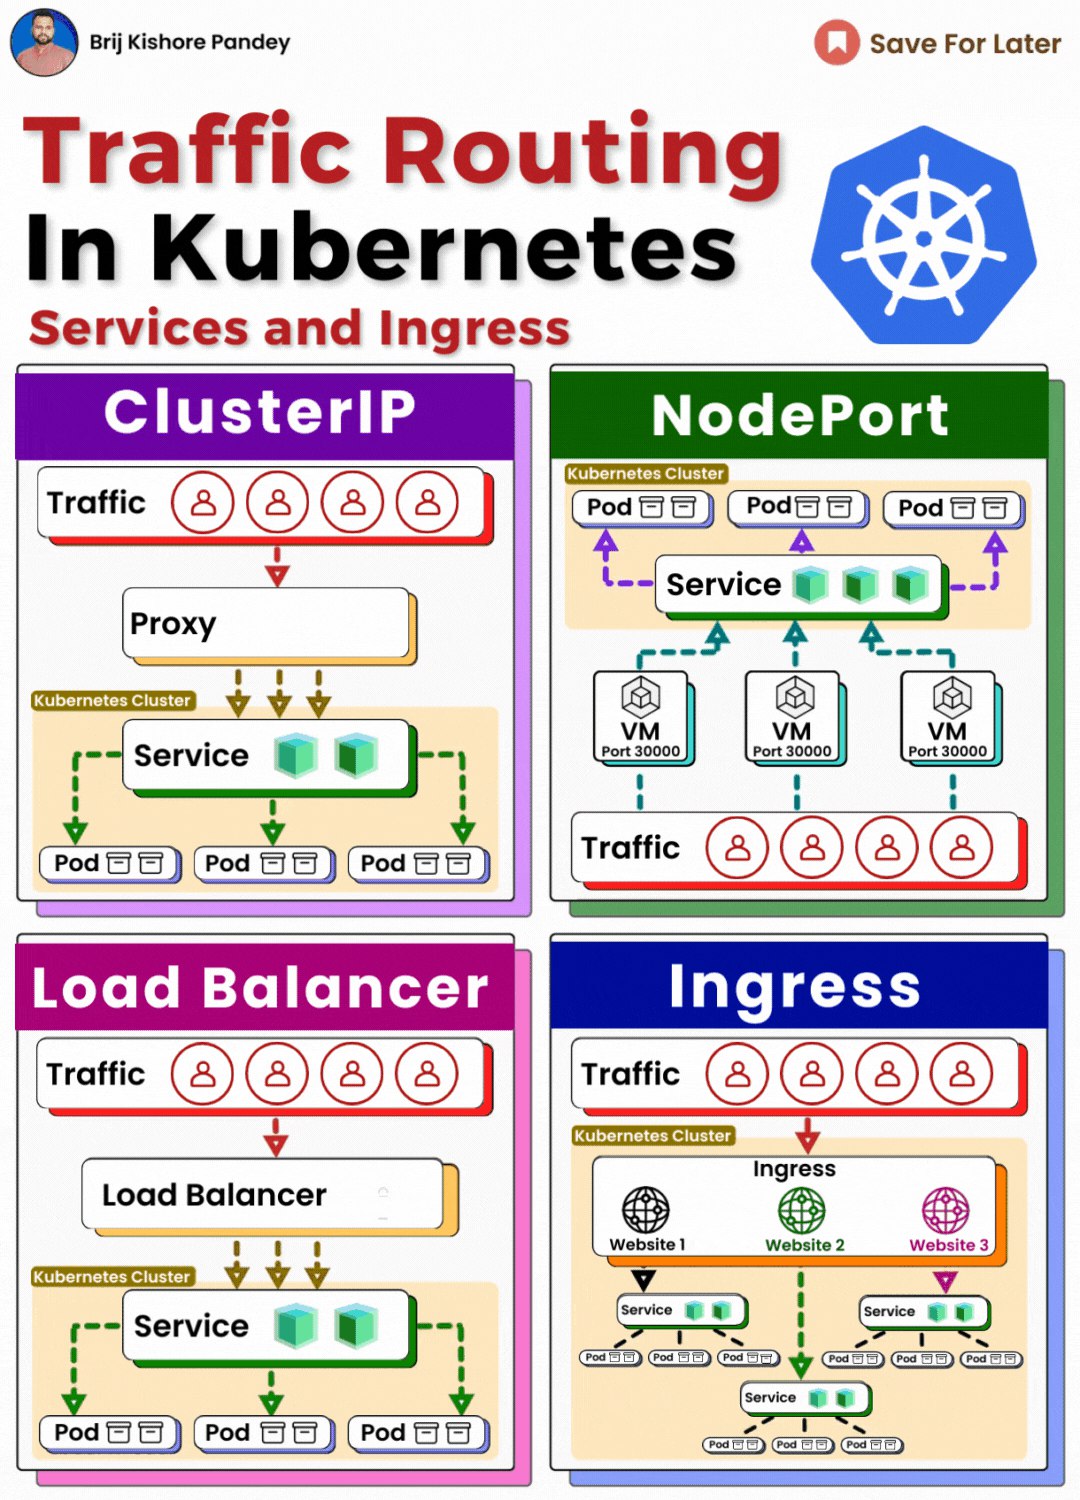 Brij Kishore Pandey
Save For Later
Traffic Routing
In Kubernetes
Services and Ingress
ClusterIP
Traffic
Proxy
Kubernetes Cluster
Service
Pod
Pod
Pod
NodePort
Kubernetes Cluster
Pod
Pod
Pod
Service
VM
Port 30000
VM
Port 30000
VM
Port 30000
Traffic
Load Balancer
Traffic
Load Balancer
Kubernetes Cluster
Service
Pod
Pod
Pod
Ingress
Traffic
Kubernetes Cluster
Ingress
Website 1
Website 2
Website 3
Service
Service
Pod
Pod
Pod
Pod
Pod
Pod
Service
Pod
Pod
Pod